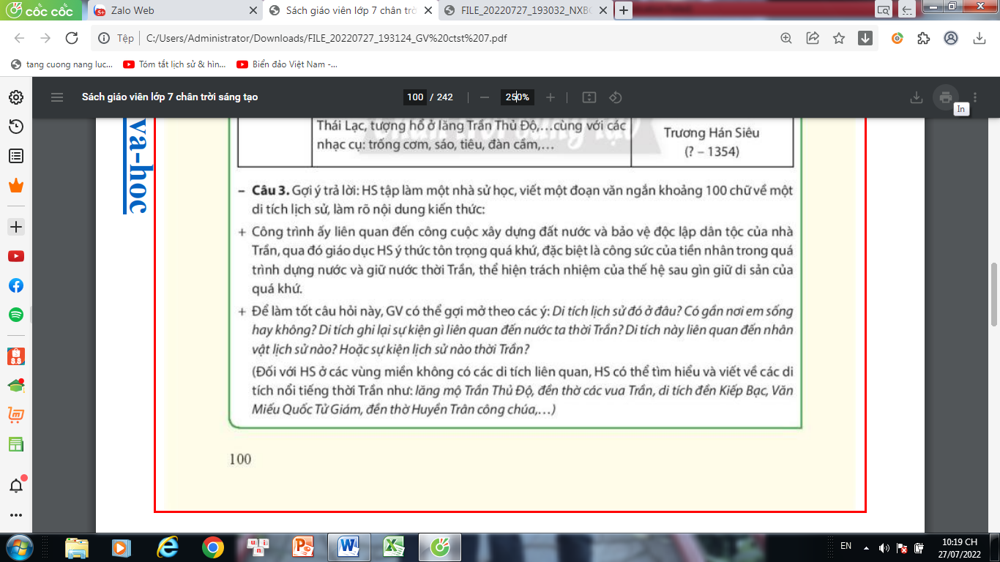 cốc cốc
Zalo Web
Sách giáo viên lớp 7 chân trờ
FILE_20220727_193032_NXB
Tệp
C:/Users/Administrator/Downloads/FILE_20220727_193124_GV%20ctst%207.pdf
tang cuong nang luc...
Tóm tắt lịch sử & hìn...
Biển đảo Việt Nam -...
Sách giáo viên lớp 7 chân trời sáng tạo
100 / 242
250%
In
va-hoc
Thái Lạc, tượng hổ ở lăng Trần Thủ Độ,...cùng với các
nhạc cụ: trống cơm, sáo, tiêu, đàn cầm,...
Trương Hán Siêu
(? – 1354)
– Câu 3. Gợi ý trả lời: HS tập làm một nhà sử học, viết một đoạn văn ngắn khoảng 100 chữ về một
di tích lịch sử, làm rõ nội dung kiến thức:
+ Công trình ấy liên quan đến công cuộc xây dựng đất nước và bảo vệ độc lập dân tộc của nhà
Trần, qua đó giáo dục HS ý thức tôn trọng quá khứ, đặc biệt là công sức của tiền nhân trong quá
trình dựng nước và giữ nước thời Trần, thể hiện trách nhiệm của thế hệ sau gìn giữ di sản của
quá khứ.
+ Để làm tốt câu hỏi này, GV có thể gợi mở theo các ý: Di tích lịch sử đó ở đâu? Có gần nơi em sống
hay không? Di tích ghi lại sự kiện gì liên quan đến nước ta thời Trần? Di tích này liên quan đến nhân
vật lịch sử nào? Hoặc sự kiện lịch sử nào thời Trần?
(Đối với HS ở các vùng miền không có các di tích liên quan, HS có thể tìm hiểu và viết về các di
tích nổi tiếng thời Trần như: lăng mộ Trần Thủ Độ, đền thờ các vua Trần, di tích đền Kiếp Bạc, Văn
Miếu Quốc Tử Giám, đền thờ Huyền Trân công chúa,...)
100
8.8
EN
10:19 CH
27/07/2022